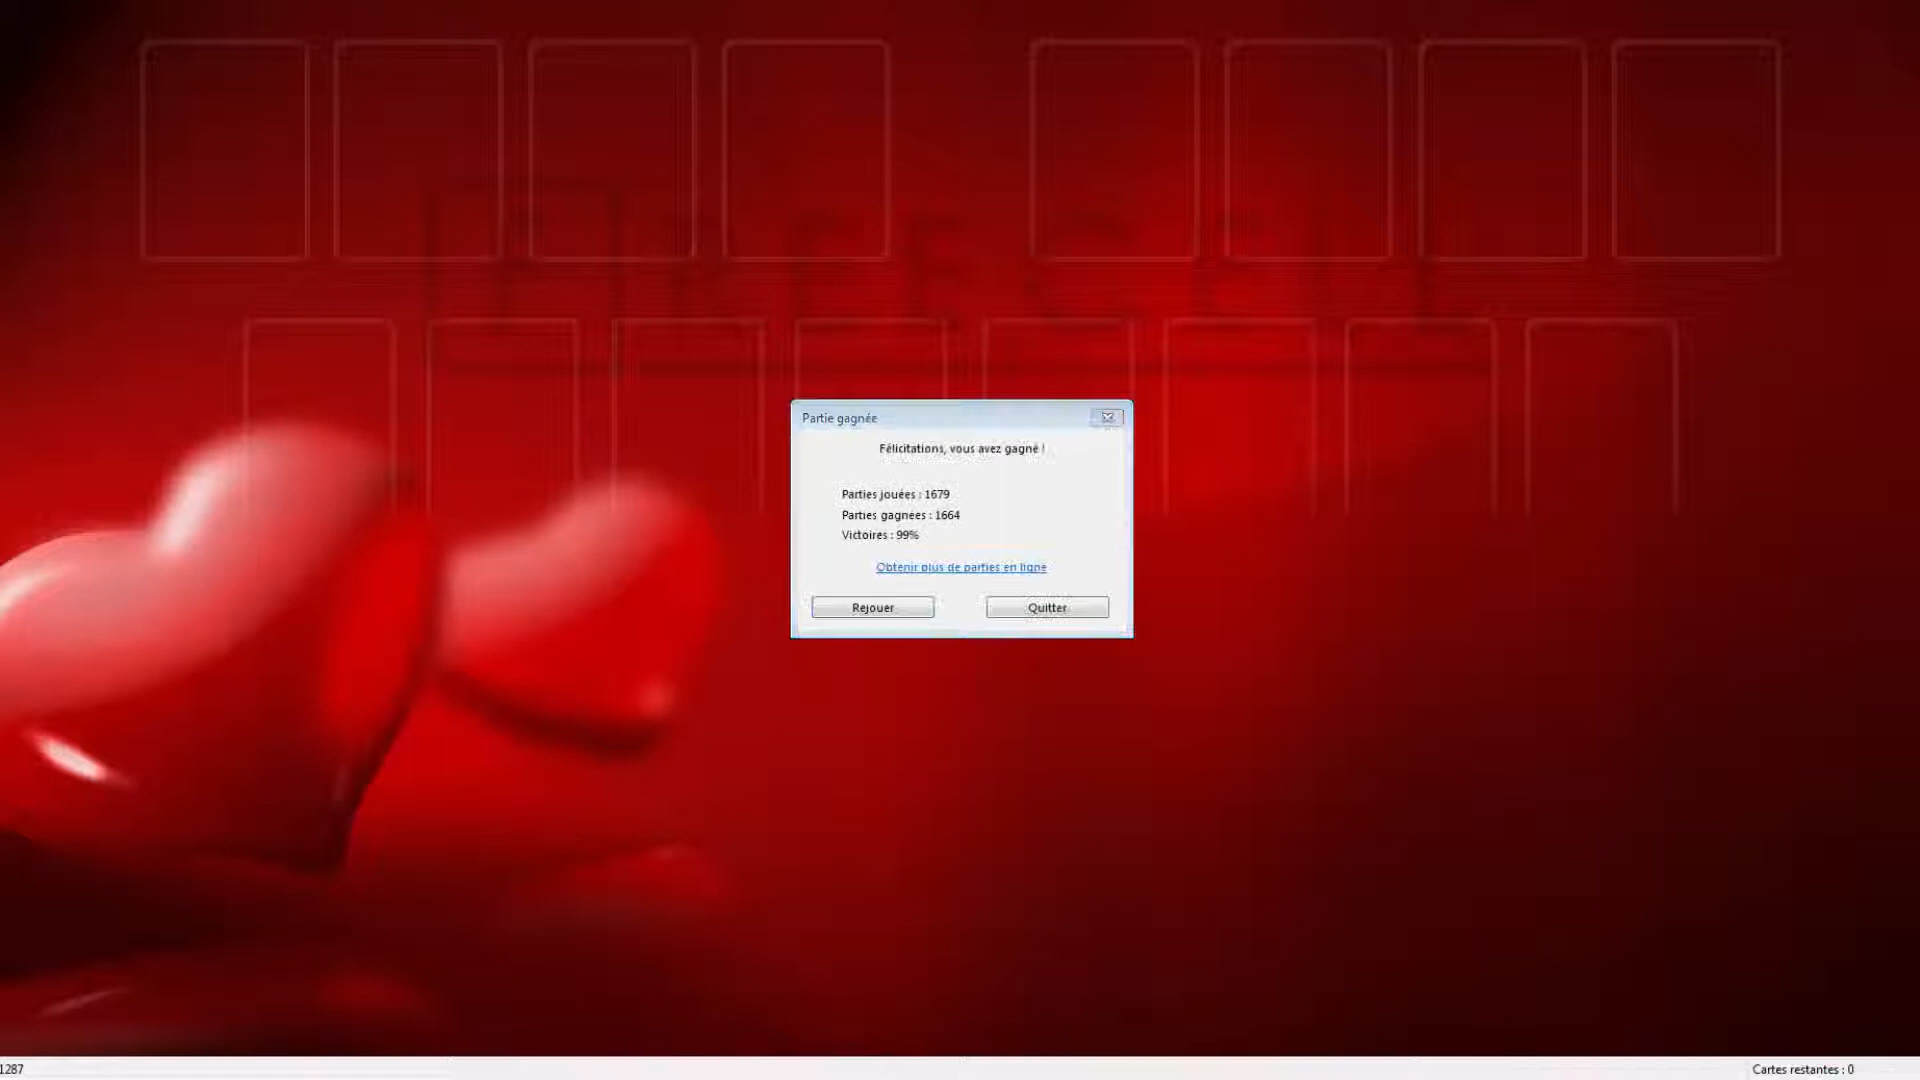 FreeCell
Partie gagnée
Félicitations, vous avez gagné !
Parties jouées : 1679
Parties gagnées : 1664
Victoires : 99%
Obtenir plus de parties en ligne
Rejouer
Quitter
1287
Cartes restantes : 0